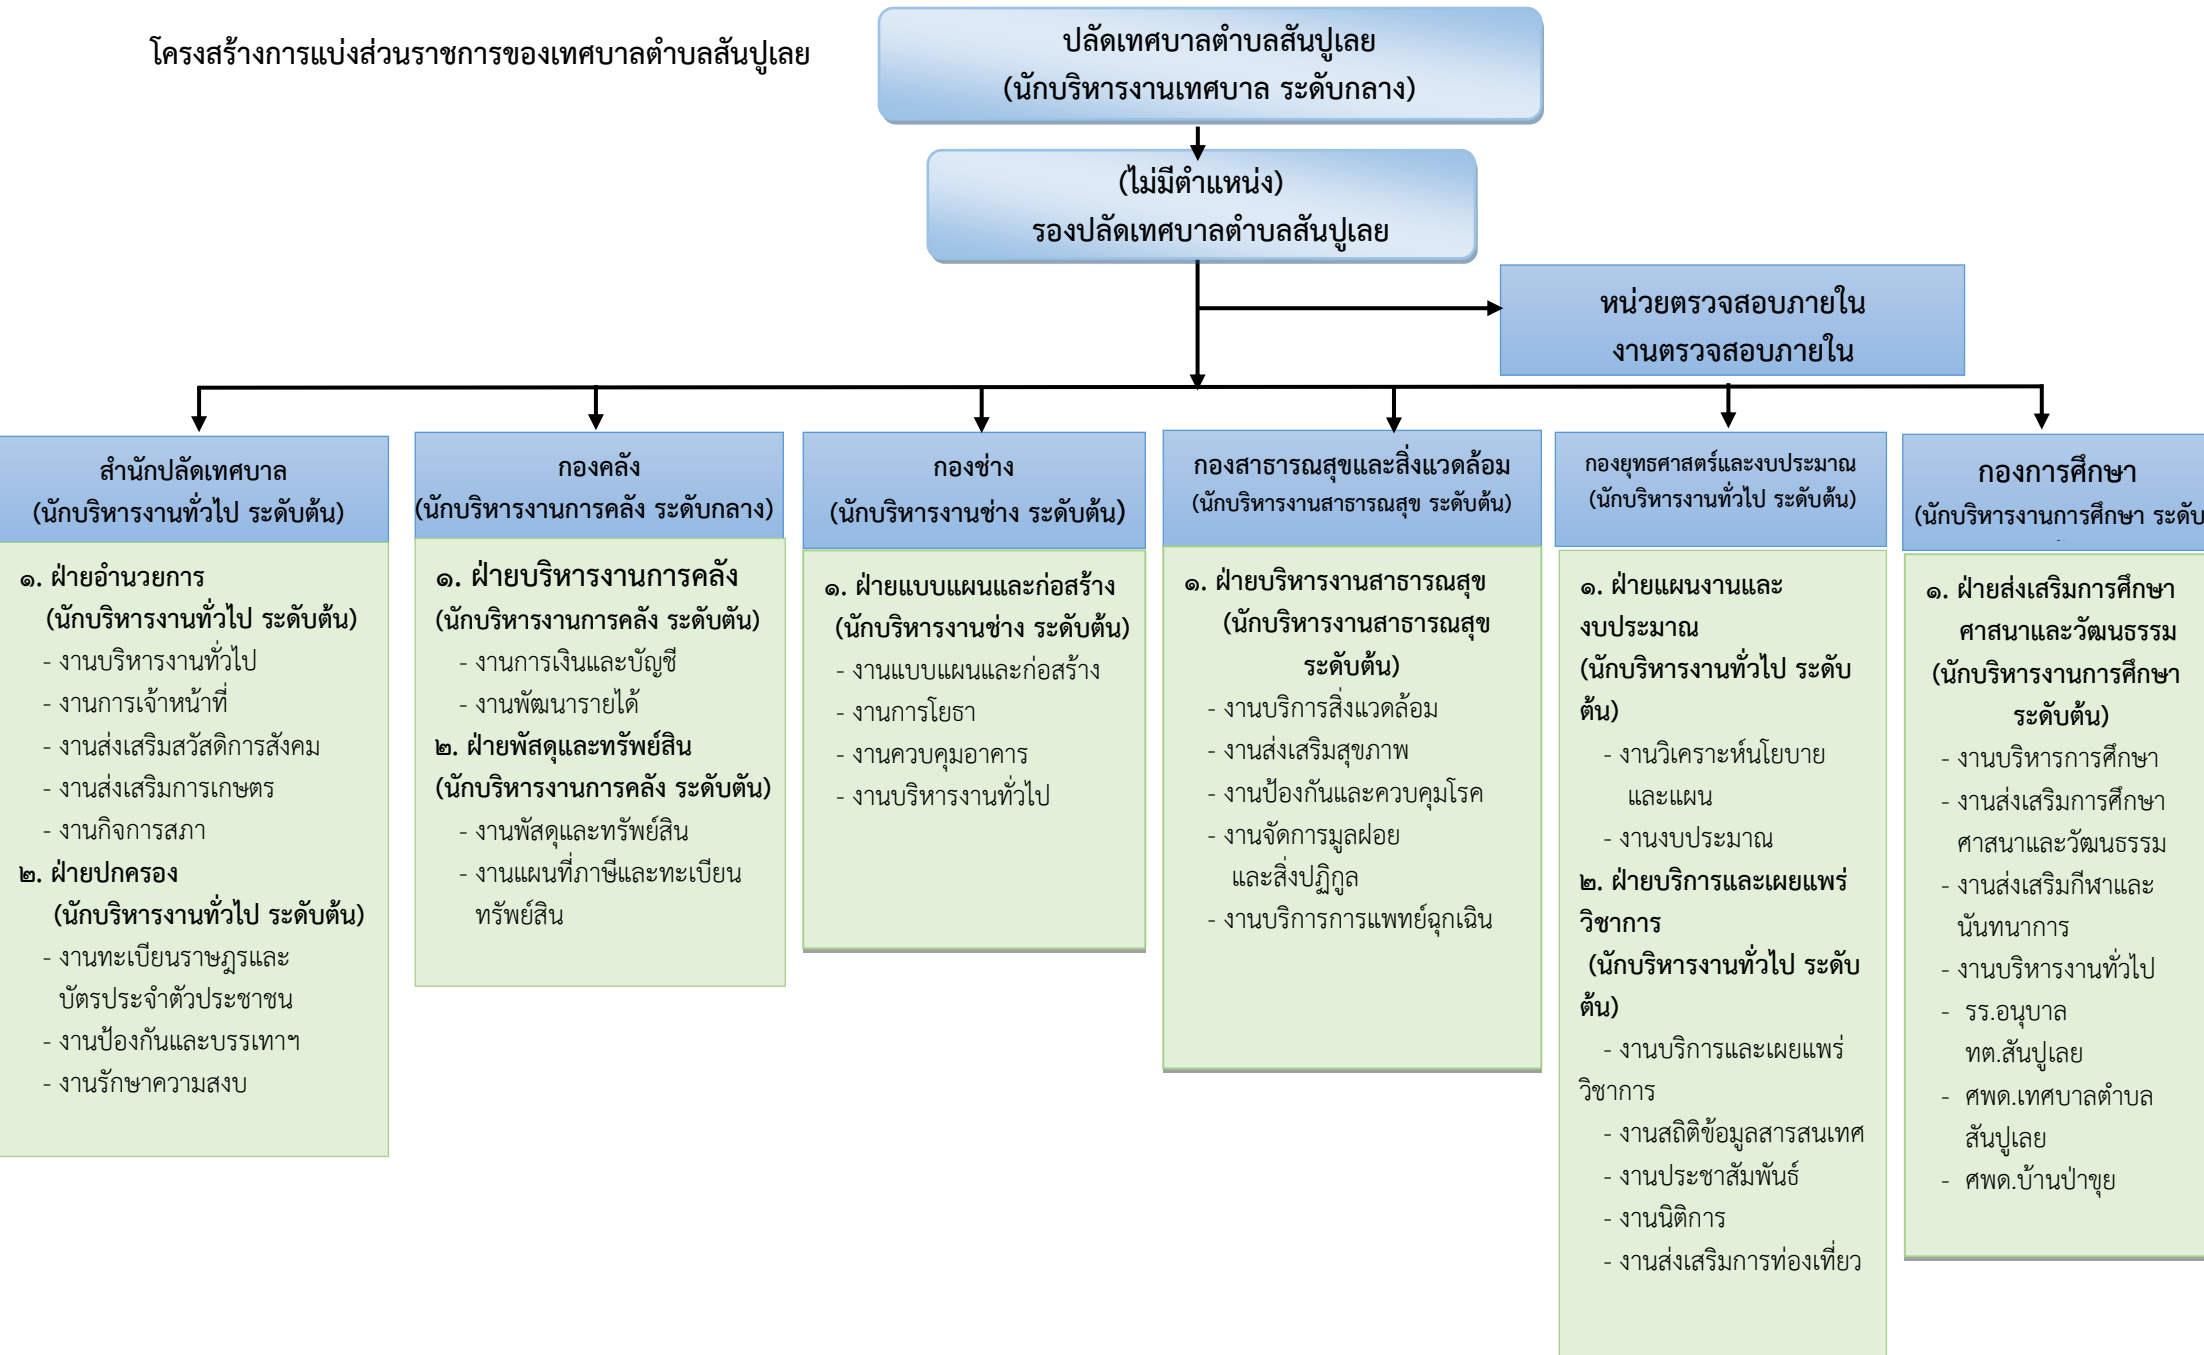 โครงสร้างการแบ่งส่วนราชการของเทศบาลตำบลสันปูเลย
ปลัดเทศบาลตำบลสันปูเลย
(นักบริหารงานเทศบาล ระดับกลาง)
(ไม่มีตำแหน่ง)
รองปลัดเทศบาลตำบลสันปูเลย
หน่วยตรวจสอบภายใน
งานตรวจสอบภายใน
สำนักปลัดเทศบาล
(นักบริหารงานทั่วไป ระดับต้น)
๑. ฝ่ายอำนวยการ
(นักบริหารงานทั่วไป ระดับต้น)
- งานบริหารงานทั่วไป
- งานการเจ้าหน้าที่
- งานส่งเสริมสวัสดิการสังคม
- งานส่งเสริมการเกษตร
- งานกิจการสภา
๒. ฝ่ายปกครอง
(นักบริหารงานทั่วไป ระดับต้น)
- งานทะเบียนราษฎรและ
บัตรประจำตัวประชาชน
- งานป้องกันและบรรเทาฯ
- งานรักษาความสงบ
กองคลัง
(นักบริหารงานการคลัง ระดับกลาง)
๑. ฝ่ายบริหารงานการคลัง
(นักบริหารงานการคลัง ระดับตัน)
- งานการเงินและบัญชี
- งานพัฒนารายได้
๒. ฝ่ายพัสดุและทรัพย์สิน
(นักบริหารงานการคลัง ระดับตัน)
- งานพัสดุและทรัพย์สิน
- งานแผนที่ภาษีและทะเบียน
ทรัพย์สิน
กองช่าง
(นักบริหารงานช่าง ระดับต้น)
๑. ฝ่ายแบบแผนและก่อสร้าง
(นักบริหารงานช่าง ระดับต้น)
- งานแบบแผนและก่อสร้าง
- งานการโยธา
- งานควบคุมอาคาร
- งานบริหารงานทั่วไป
กองสาธารณสุขและสิ่งแวดล้อม
(นักบริหารงานสาธารณสุข ระดับต้น)
๑. ฝ่ายบริหารงานสาธารณสุข
(นักบริหารงานสาธารณสุข
ระดับต้น)
- งานบริการสิ่งแวดล้อม
- งานส่งเสริมสุขภาพ
- งานป้องกันและควบคุมโรค
- งานจัดการมูลฝอย
และสิ่งปฏิกูล
- งานบริการการแพทย์ฉุกเฉิน
กองยุทธศาสตร์และงบประมาณ
(นักบริหารงานทั่วไป ระดับต้น)
๑. ฝ่ายแผนงานและ
งบประมาณ
(นักบริหารงานทั่วไป ระดับ
ต้น)
- งานวิเคราะห์นโยบาย
และแผน
- งานงบประมาณ
๒. ฝ่ายบริการและเผยแพร่
วิชาการ
(นักบริหารงานทั่วไป ระดับ
ต้น)
- งานบริการและเผยแพร่
วิชาการ
- งานสถิติข้อมูลสารสนเทศ
- งานประชาสัมพันธ์
- งานนิติการ
- งานส่งเสริมการท่องเที่ยว
กองการศึกษา
(นักบริหารงานการศึกษา ระดับ
๑. ฝ่ายส่งเสริมการศึกษา
ศาสนาและวัฒนธรรม
(นักบริหารงานการศึกษา
ระดับต้น)
- งานบริหารการศึกษา
- งานส่งเสริมการศึกษา
ศาสนาและวัฒนธรรม
- งานส่งเสริมกีฬาและ
นันทนาการ
- งานบริหารงานทั่วไป
- รร.อนุบาล
ทต.สันปูเลย
- ศพด.เทศบาลตำบล
สันปูเลย
- ศพด.บ้านป่าขุย